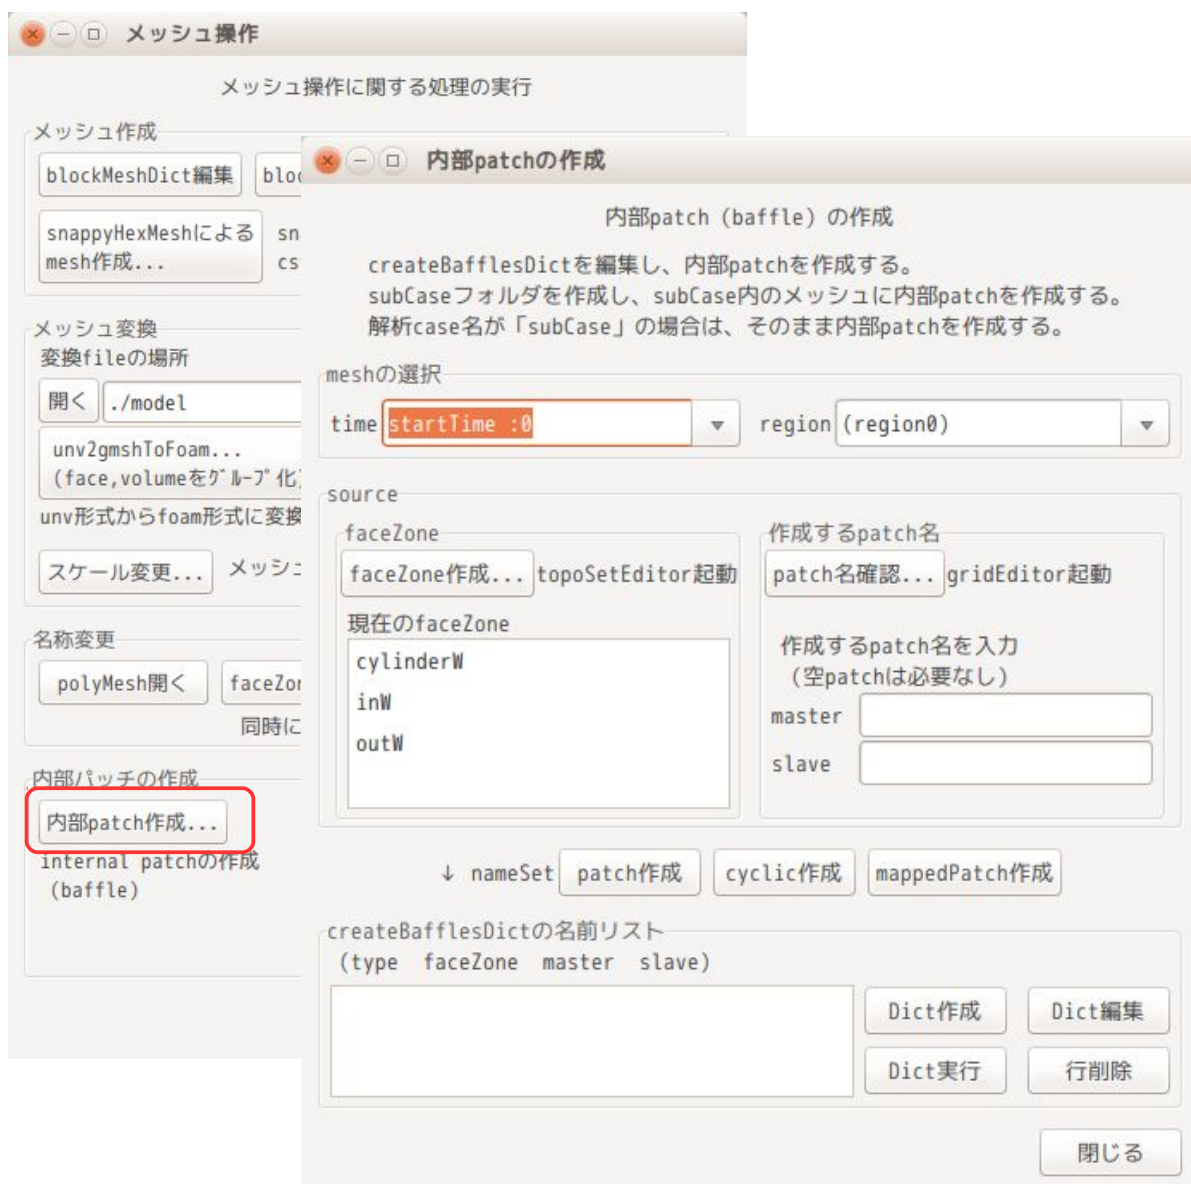 メッシュ操作
メッシュ操作に関する処理の実行
メッシュ作成
blockMeshDict編集
bloc
snappyHexMeshによる
mesh作成...
sn
cs
メッシュ変換
変換fileの場所
開く
./model
unv2gmshToFoam...
(face,volumeをグループ化)
unv形式からfoam形式に変換
スケール変更...
メッシュ
名称変更
polyMesh開く
faceZon
同時に
内部パッチの作成
内部patch作成...
internal patchの作成
(baffle)
内部patchの作成
内部patch (baffle) の作成
createBafflesDictを編集し、内部patchを作成する。
subCaseフォルダを作成し、subCase内のメッシュに内部patchを作成する。
解析case名が「subCase」の場合は、そのまま内部patchを作成する。
meshの選択
time
startTime :0
region
(region0)
source
faceZone
faceZone作成...
topoSetEditor起動
現在のfaceZone
cylinderW
inW
outW
作成するpatch名
patch名確認...
gridEditor起動
作成するpatch名を入力
(空patchは必要なし)
master
slave
↓ nameSet
patch作成
cyclic作成
mappedPatch作成
createBafflesDictの名前リスト
(type faceZone master slave)
Dict作成
Dict編集
Dict実行
行削除
閉じる